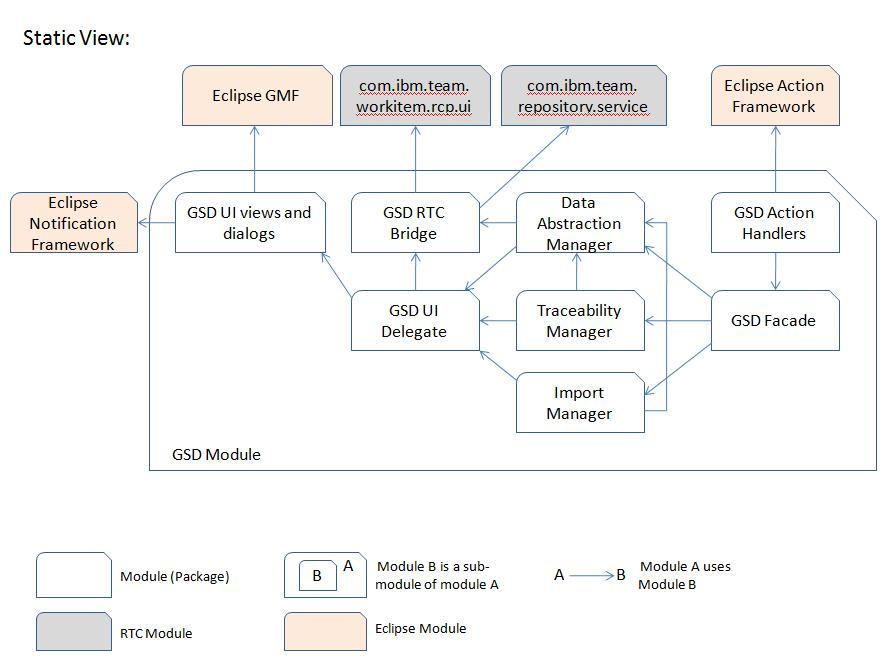 Static View:
Eclipse GMF
com.ibm.team.
workitem.rcp.ui
com.ibm.team.
repository.service
Eclipse Action
Framework
Eclipse
Notification
Framework
GSD UI views and
dialogs
GSD RTC
Bridge
Data
Abstraction
Manager
GSD Action
Handlers
GSD UI
Delegate
Traceability
Manager
GSD Facade
Import
Manager
GSD Module
Module (Package)
B
A
Module B is a sub-
module of module A
A
B
Module A uses
Module B
RTC Module
Eclipse Module